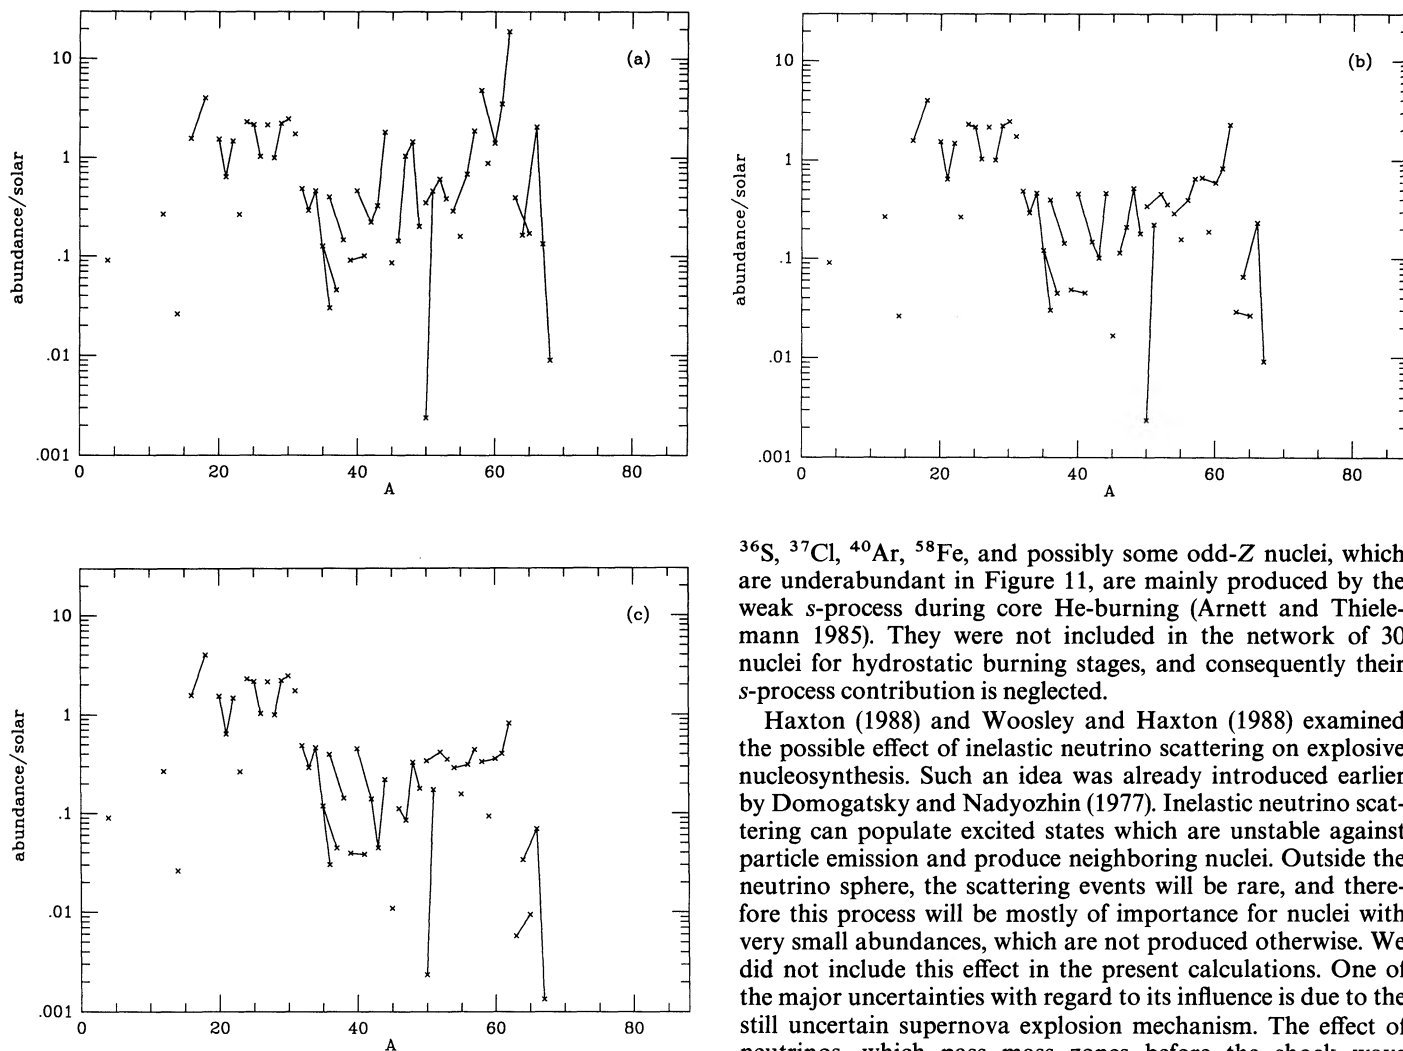 (a)
10
1
.1
.01
.001
0
20
40
60
80
A
abundance/solar
(b)
10
1
.1
.01
.001
0
20
40
60
80
A
abundance/solar
(c)
10
1
.1
.01
.001
0
20
40
60
80
A
abundance/solar
³⁶S, ³⁷Cl, ⁴⁰Ar, ⁵⁸Fe, and possibly some odd-Z nuclei, which
are underabundant in Figure 11, are mainly produced by the
weak s-process during core He-burning (Arnett and Thiele-
mann 1985). They were not included in the network of 30
nuclei for hydrostatic burning stages, and consequently their
s-process contribution is neglected.
Haxton (1988) and Woosley and Haxton (1988) examined
the possible effect of inelastic neutrino scattering on explosive
nucleosynthesis. Such an idea was already introduced earlier
by Domogatsky and Nadyozhin (1977). Inelastic neutrino scat-
tering can populate excited states which are unstable against
particle emission and produce neighboring nuclei. Outside the
neutrino sphere, the scattering events will be rare, and there-
fore this process will be mostly of importance for nuclei with
very small abundances, which are not produced otherwise. We
did not include this effect in the present calculations. One of
the major uncertainties with regard to its influence is due to the
still uncertain supernova explosion mechanism. The effect of
neutrinos, which pass mass zones before the shock wave